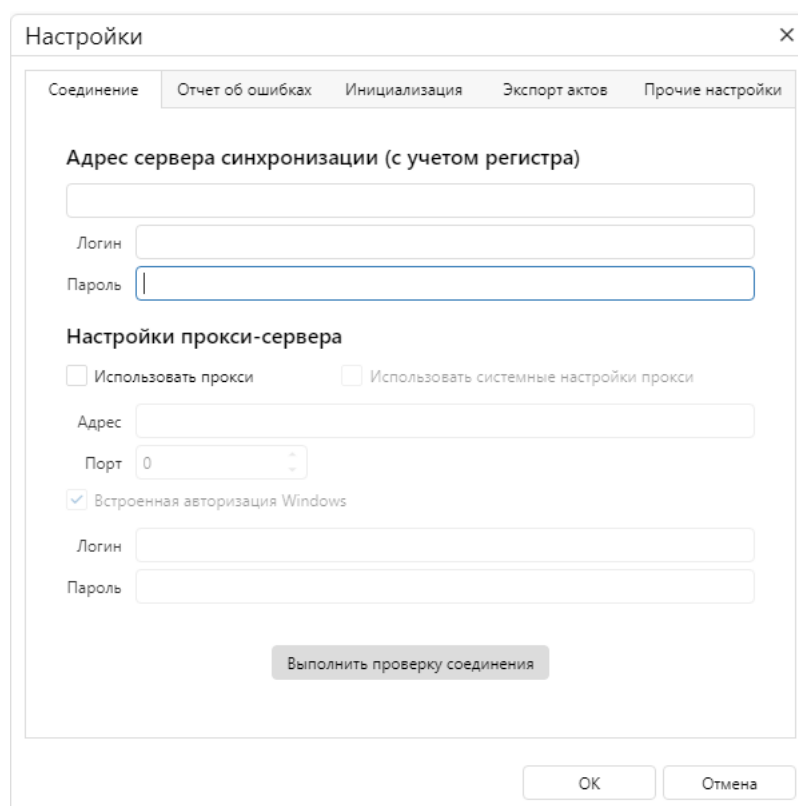 Настройки
Соединение Отчет об ошибках Инициализация Экспорт актов Прочие настройки
Адрес сервера синхронизации (с учетом регистра)
Логин
Пароль
Настройки прокси-сервера
Использовать прокси Использовать системные настройки прокси
Адрес
Порт 0
Встроенная авторизация Windows
Логин
Пароль
Выполнить проверку соединения
ОК Отмена